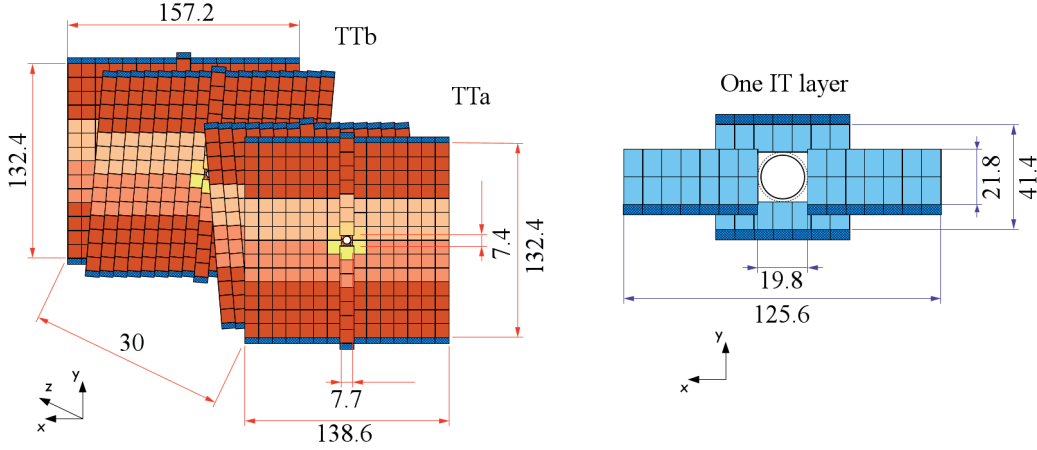 157.2
TTb
TTa
132.4
7.4
132.4
30
7.7
138.6
z
y
x
One IT layer
21.8
41.4
19.8
125.6
y
x